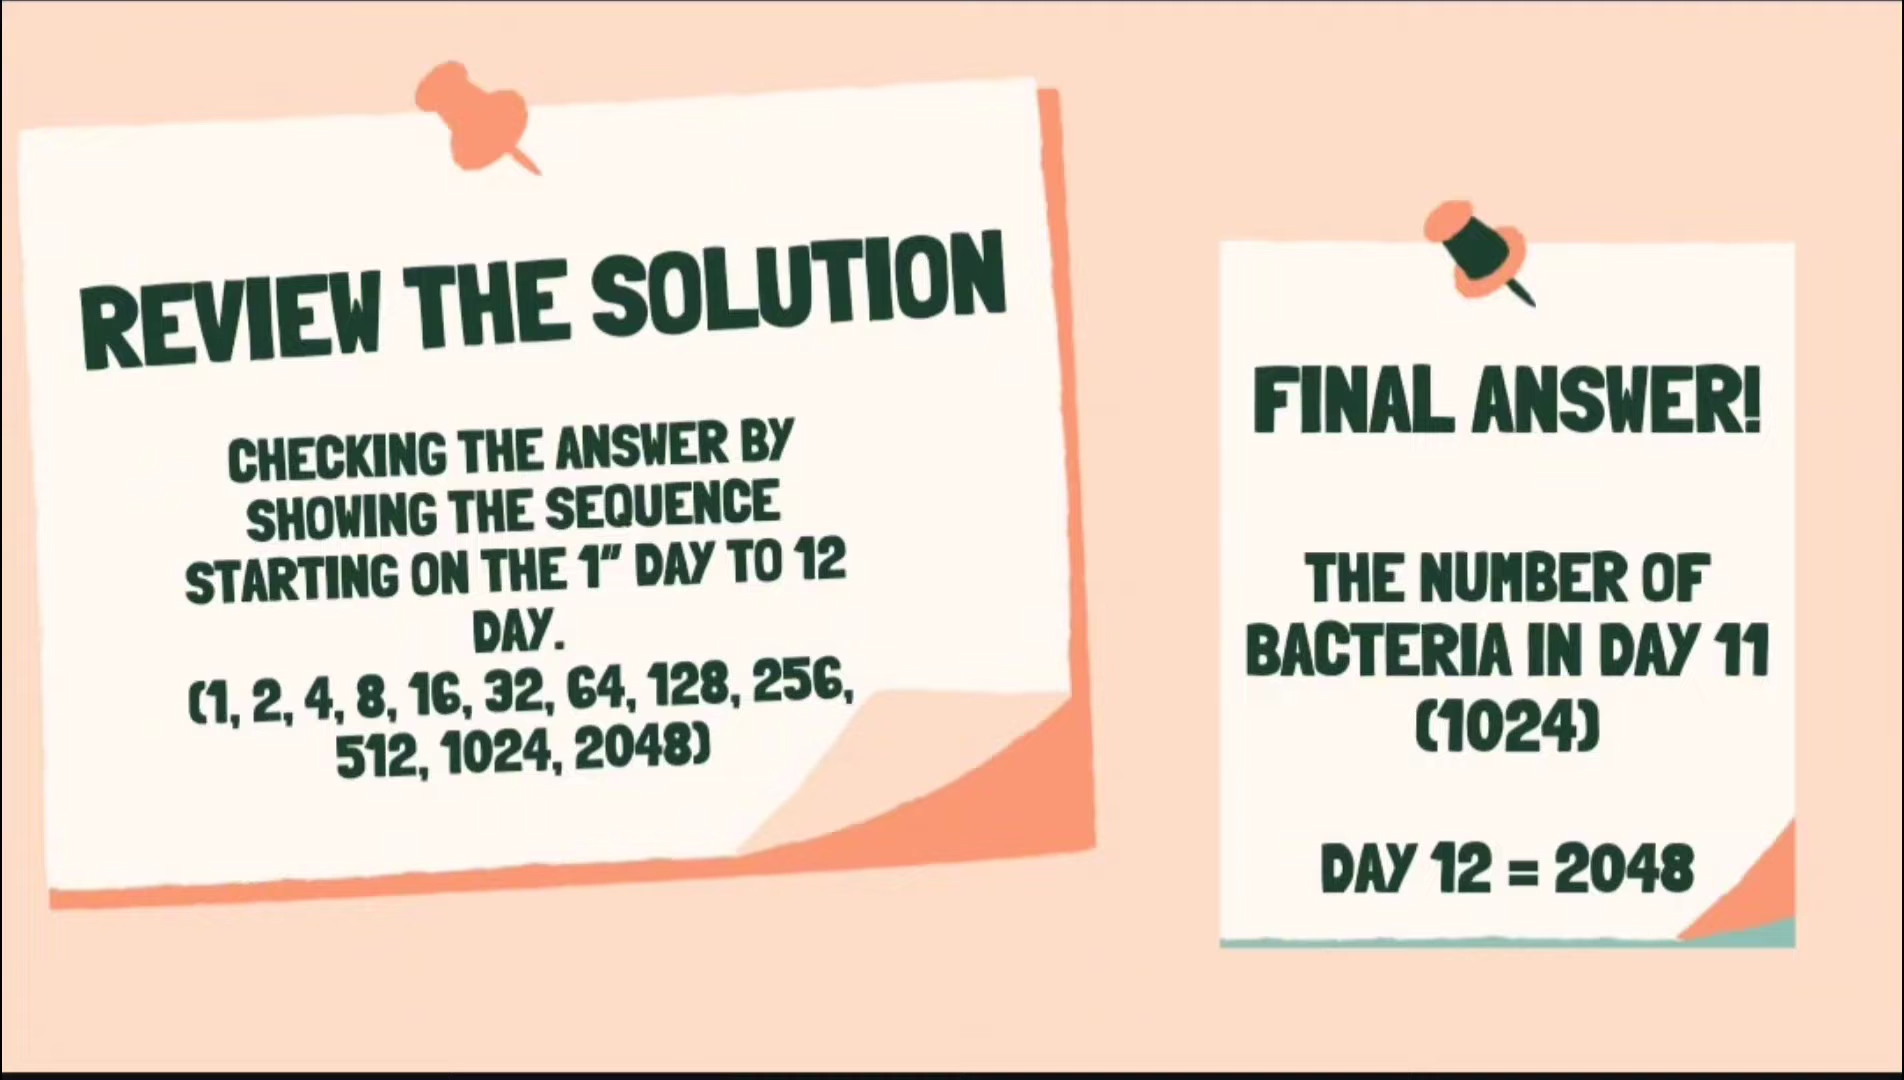 REVIEW THE SOLUTION
CHECKING THE ANSWER BY
SHOWING THE SEQUENCE
STARTING ON THE 1" DAY TO 12
DAY.
(1, 2, 4, 8, 16, 32, 64, 128, 256,
512, 1024, 2048)
FINAL ANSWER!
THE NUMBER OF
BACTERIA IN DAY 11
(1024)
DAY 12 = 2048